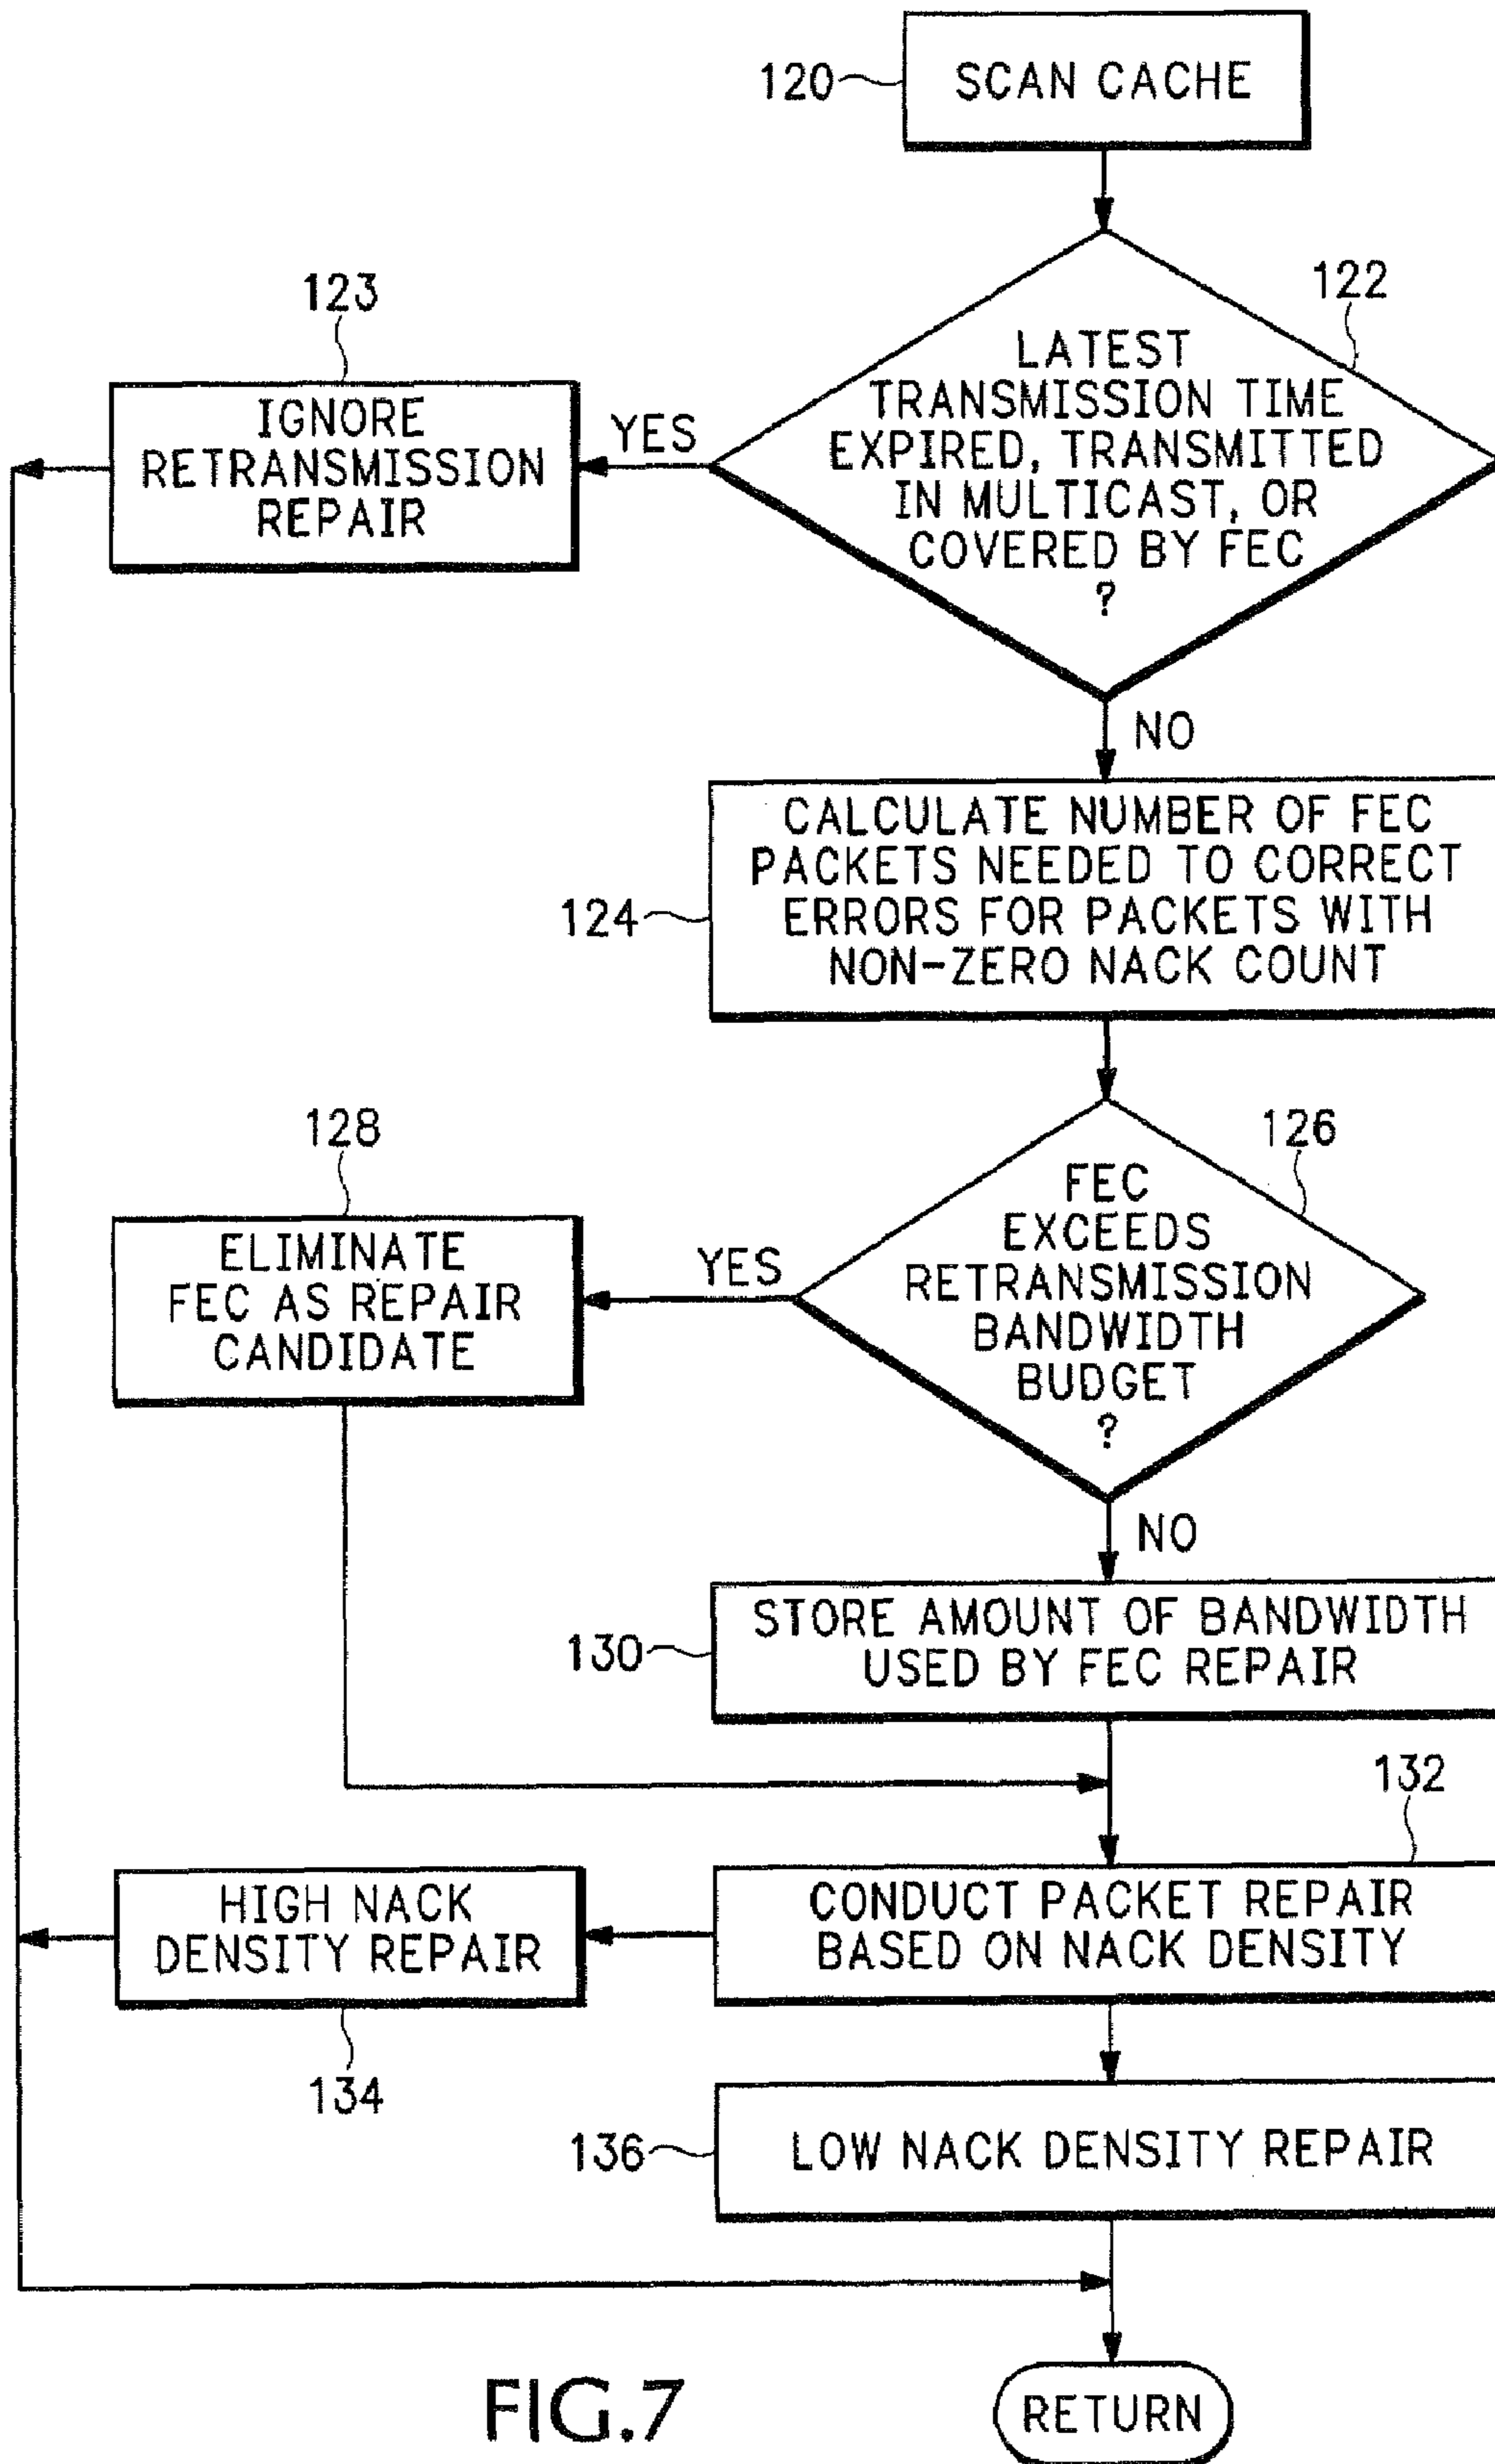 120
SCAN CACHE
123
122
LATEST
TRANSMISSION TIME
EXPIRED, TRANSMITTED
IN MULTICAST, OR
COVERED BY FEC
?
YES
IGNORE
RETRANSMISSION
REPAIR
NO
124
CALCULATE NUMBER OF FEC
PACKETS NEEDED TO CORRECT
ERRORS FOR PACKETS WITH
NON-ZERO NACK COUNT
128
126
FEC
EXCEEDS
RETRANSMISSION
BANDWIDTH
BUDGET
?
YES
ELIMINATE
FEC AS REPAIR
CANDIDATE
NO
130
STORE AMOUNT OF BANDWIDTH
USED BY FEC REPAIR
132
CONDUCT PACKET REPAIR
BASED ON NACK DENSITY
HIGH NACK
DENSITY REPAIR
134
136
LOW NACK DENSITY REPAIR
RETURN
FIG.7